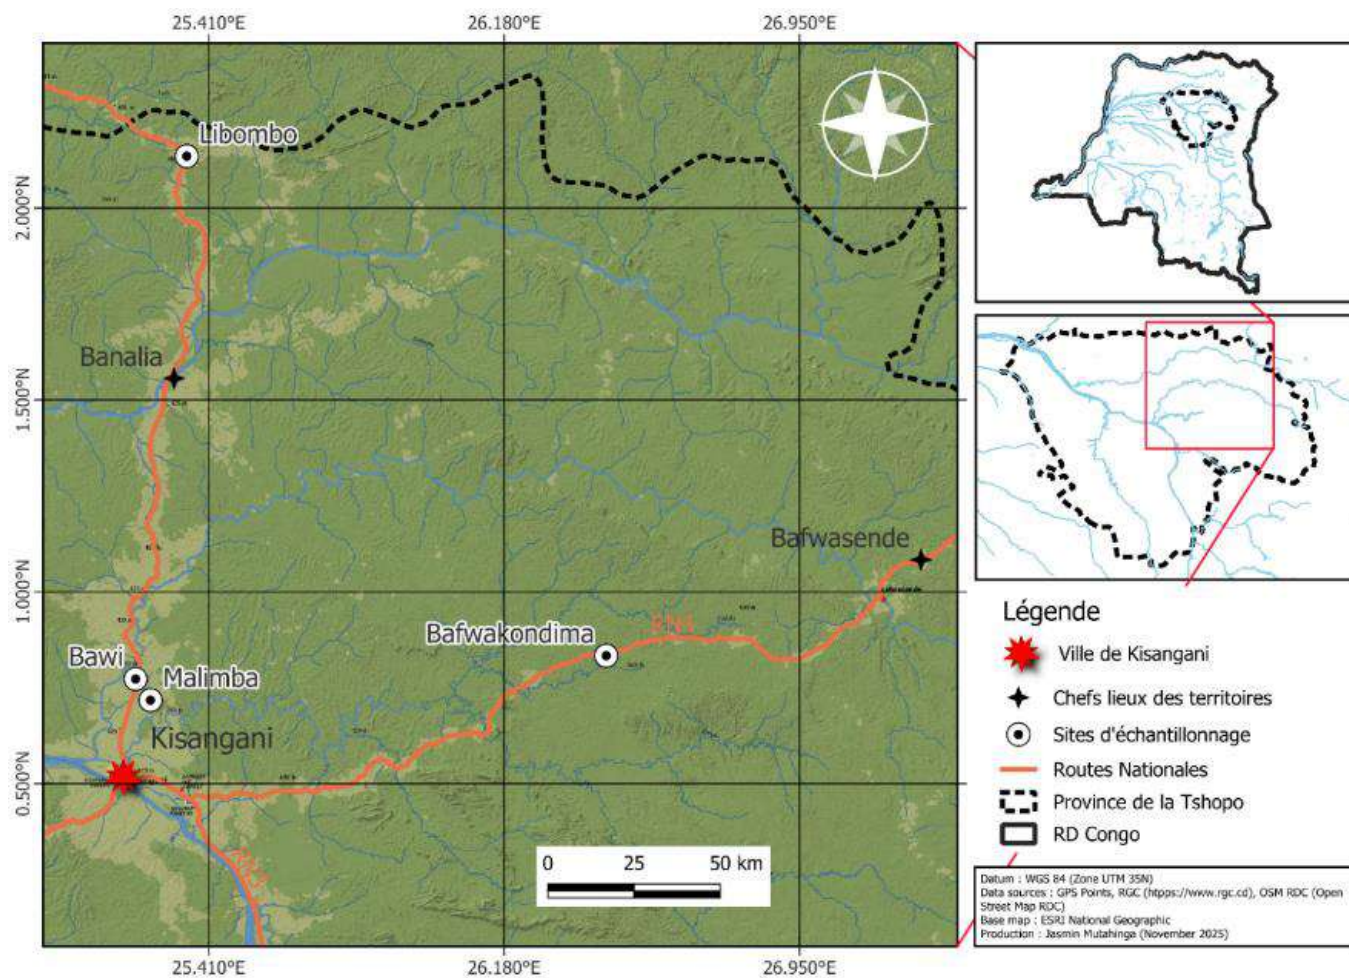 25.410°E 26.180°E 26.950°E
2.000°N
1.500°N
1.000°N
0.500°N
Libombo
Banalia
Bafwasende
Bafwakondima
RN4
Bawi
Malimba
Kisangani
0 25 50 km
25.410°E 26.180°E 26.950°E
Légende
Ville de Kisangani
Chefs lieux des territoires
Sites d'échantillonnage
Routes Nationales
Province de la Tshopo
RD Congo
Datum : WGS 84 (Zone UTM 35N)
Data sources : GPS Points, RGC (htpps://www.rgc.cd), OSM RDC (Open
Street Map RDC)
Base map : ESRI National Geographic
Production : Jasmin Mutahinga (November 2025)